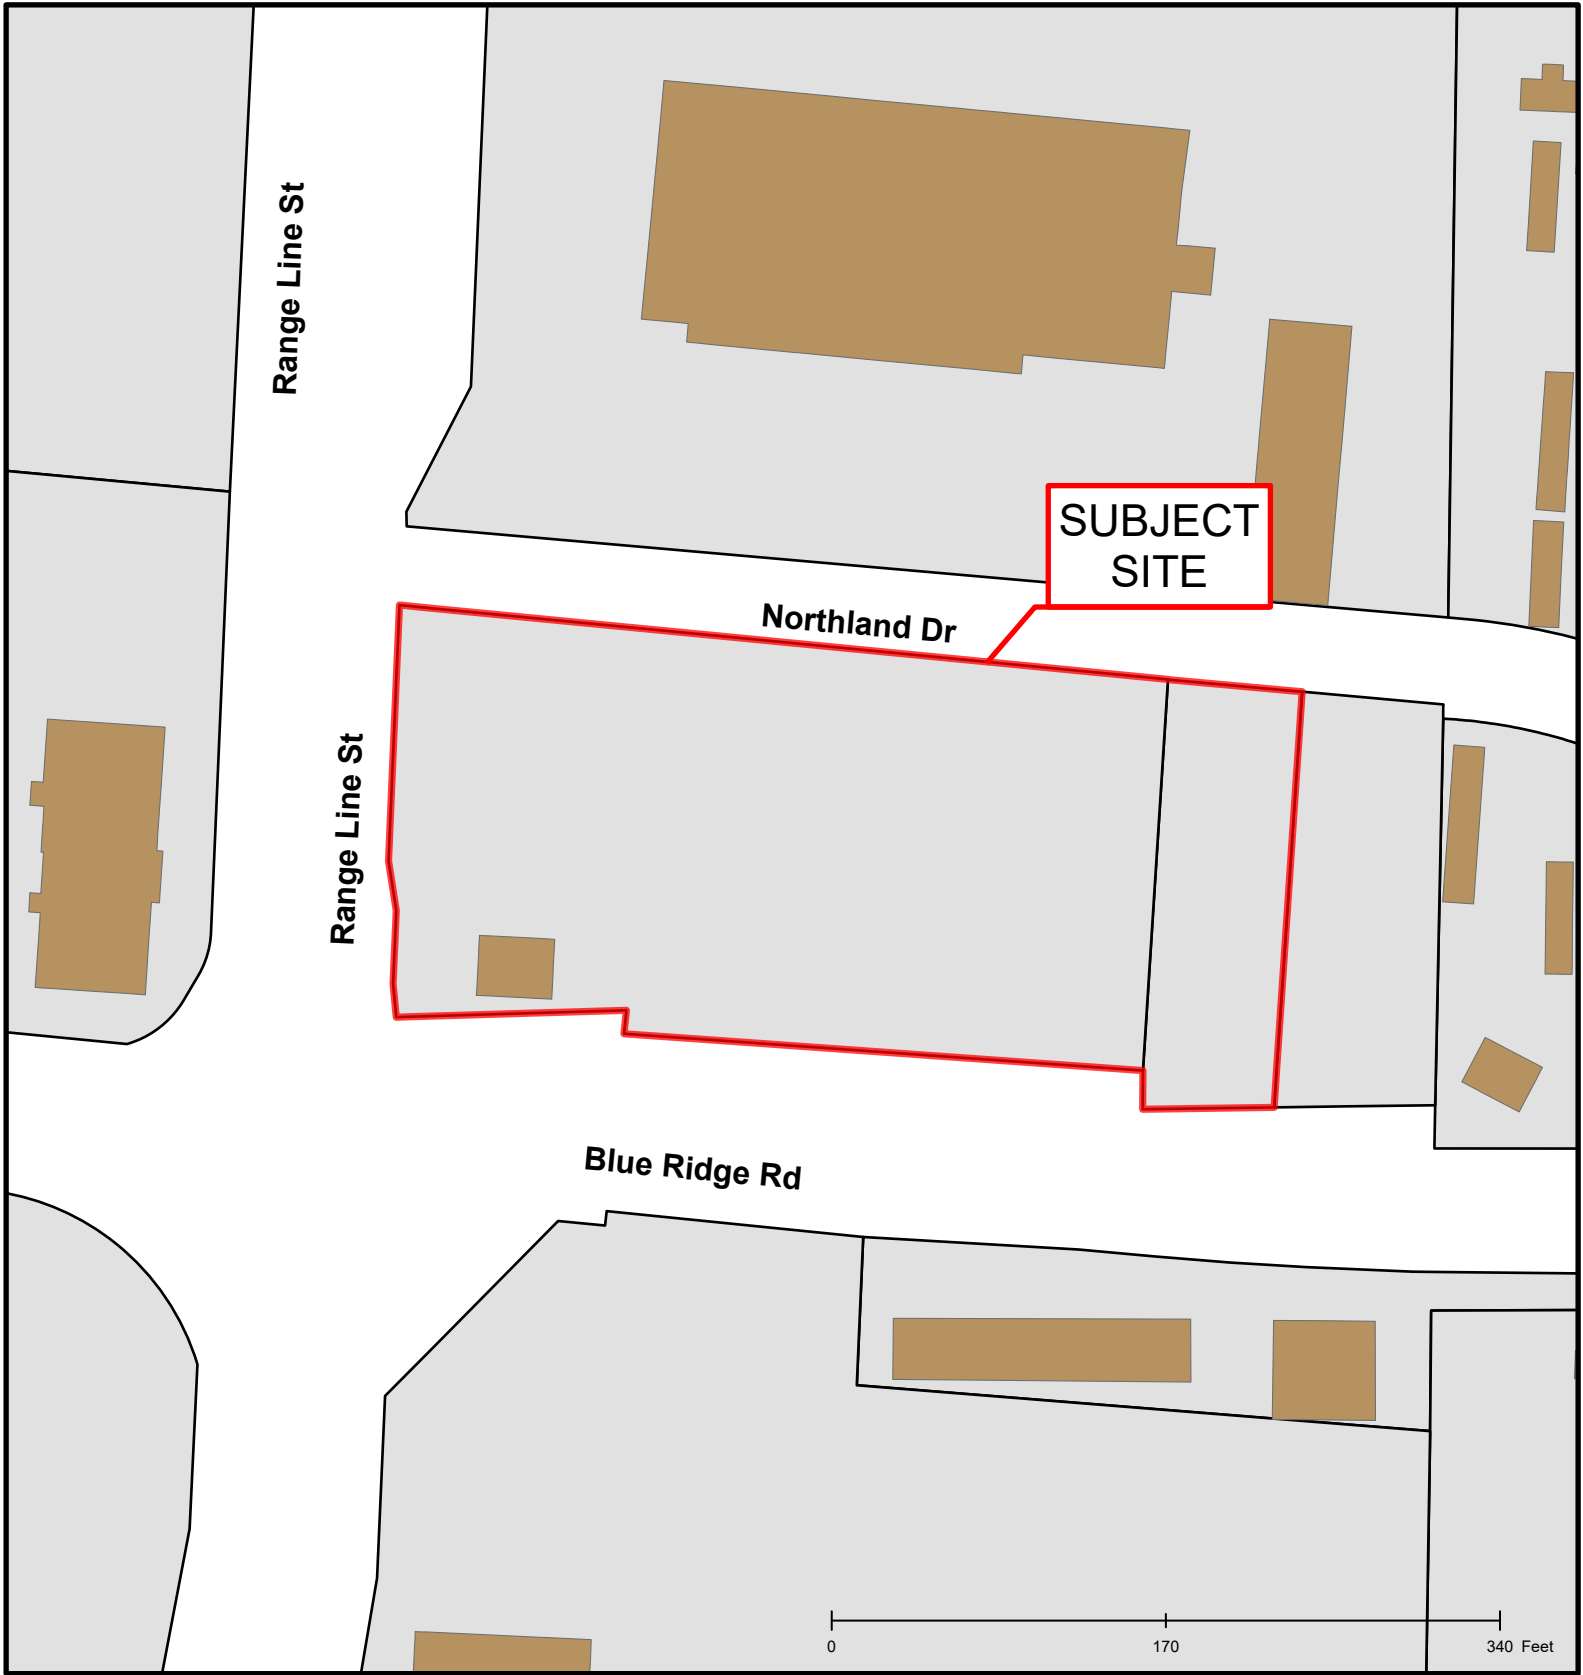 Range Line St
SUBJECT
SITE
Northland Dr
Range Line St
Blue Ridge Rd
0 170 340 Feet